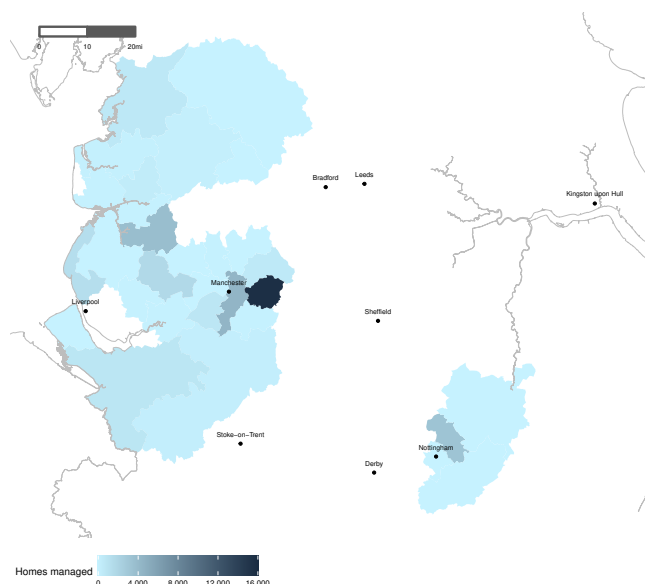 0 10 20mi
Bradford
Leeds
Kingston upon Hull
Manchester
Liverpool
Sheffield
Stoke−on−Trent
Nottingham
Derby
Homes managed
0 4,000 8,000 12,000 16,000